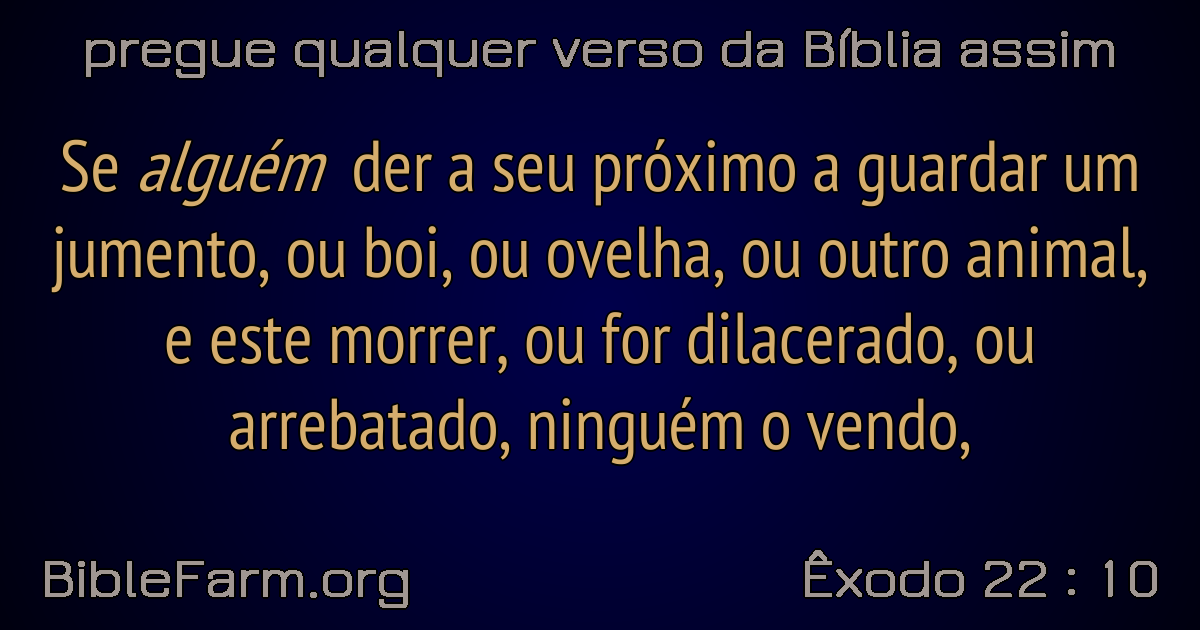 pregue qualquer verso da Bíblia assim
Se alguém der a seu próximo a guardar um
jumento, ou boi, ou ovelha, ou outro animal,
e este morrer, ou for dilacerado, ou
arrebatado, ninguém o vendo,
BibleFarm.org
Êxodo 22 : 10